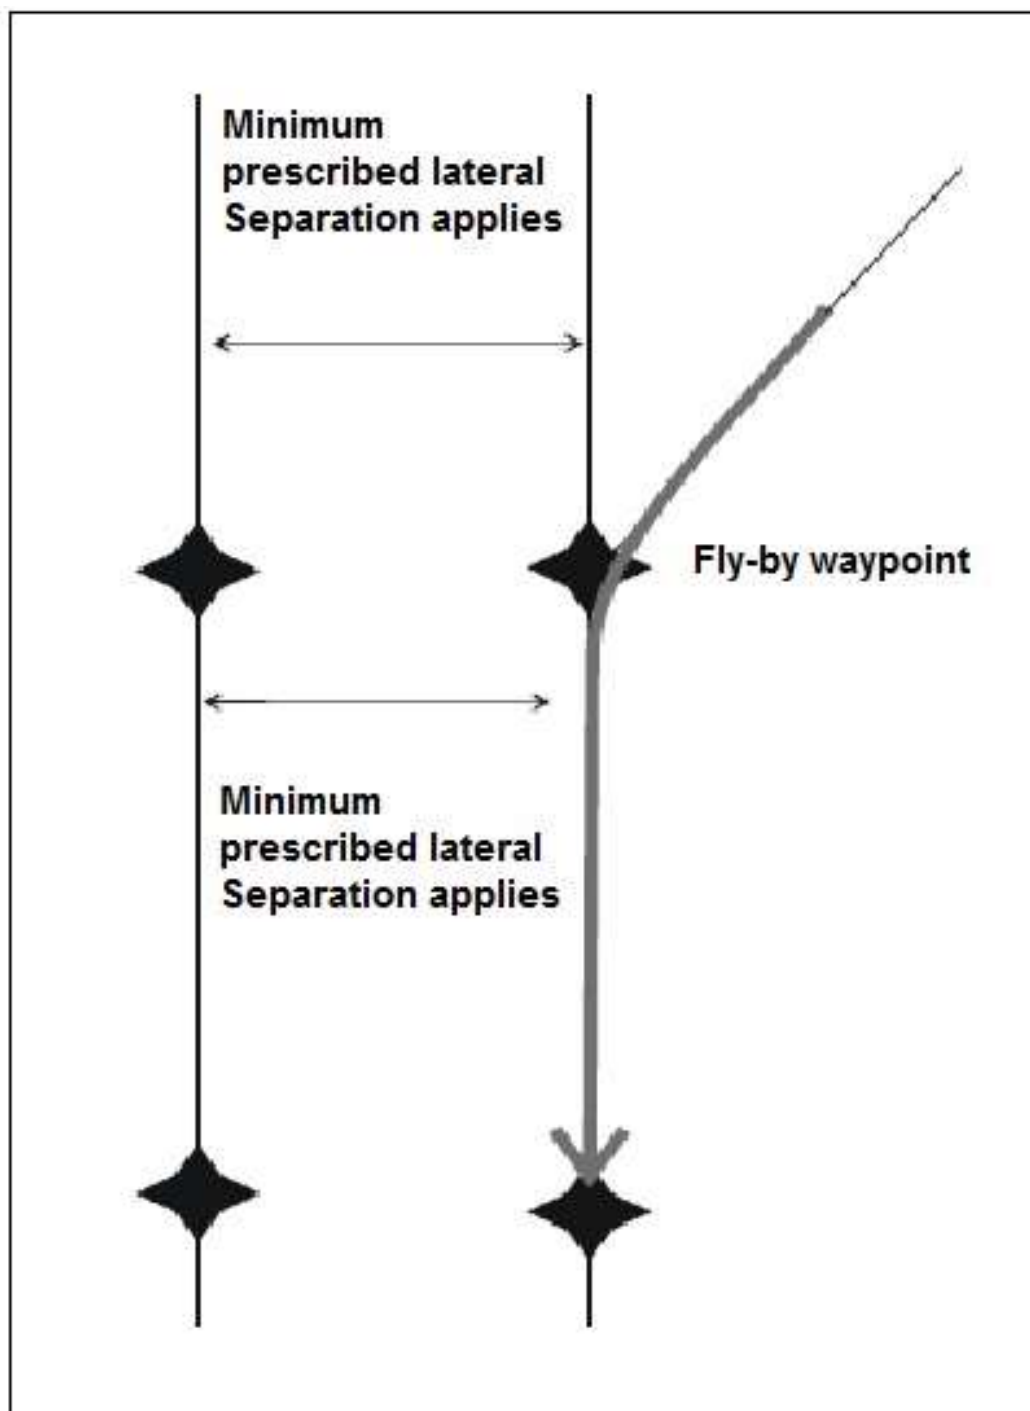 Minimum
prescribed lateral
Separation applies
Fly-by waypoint
Minimum
prescribed lateral
Separation applies